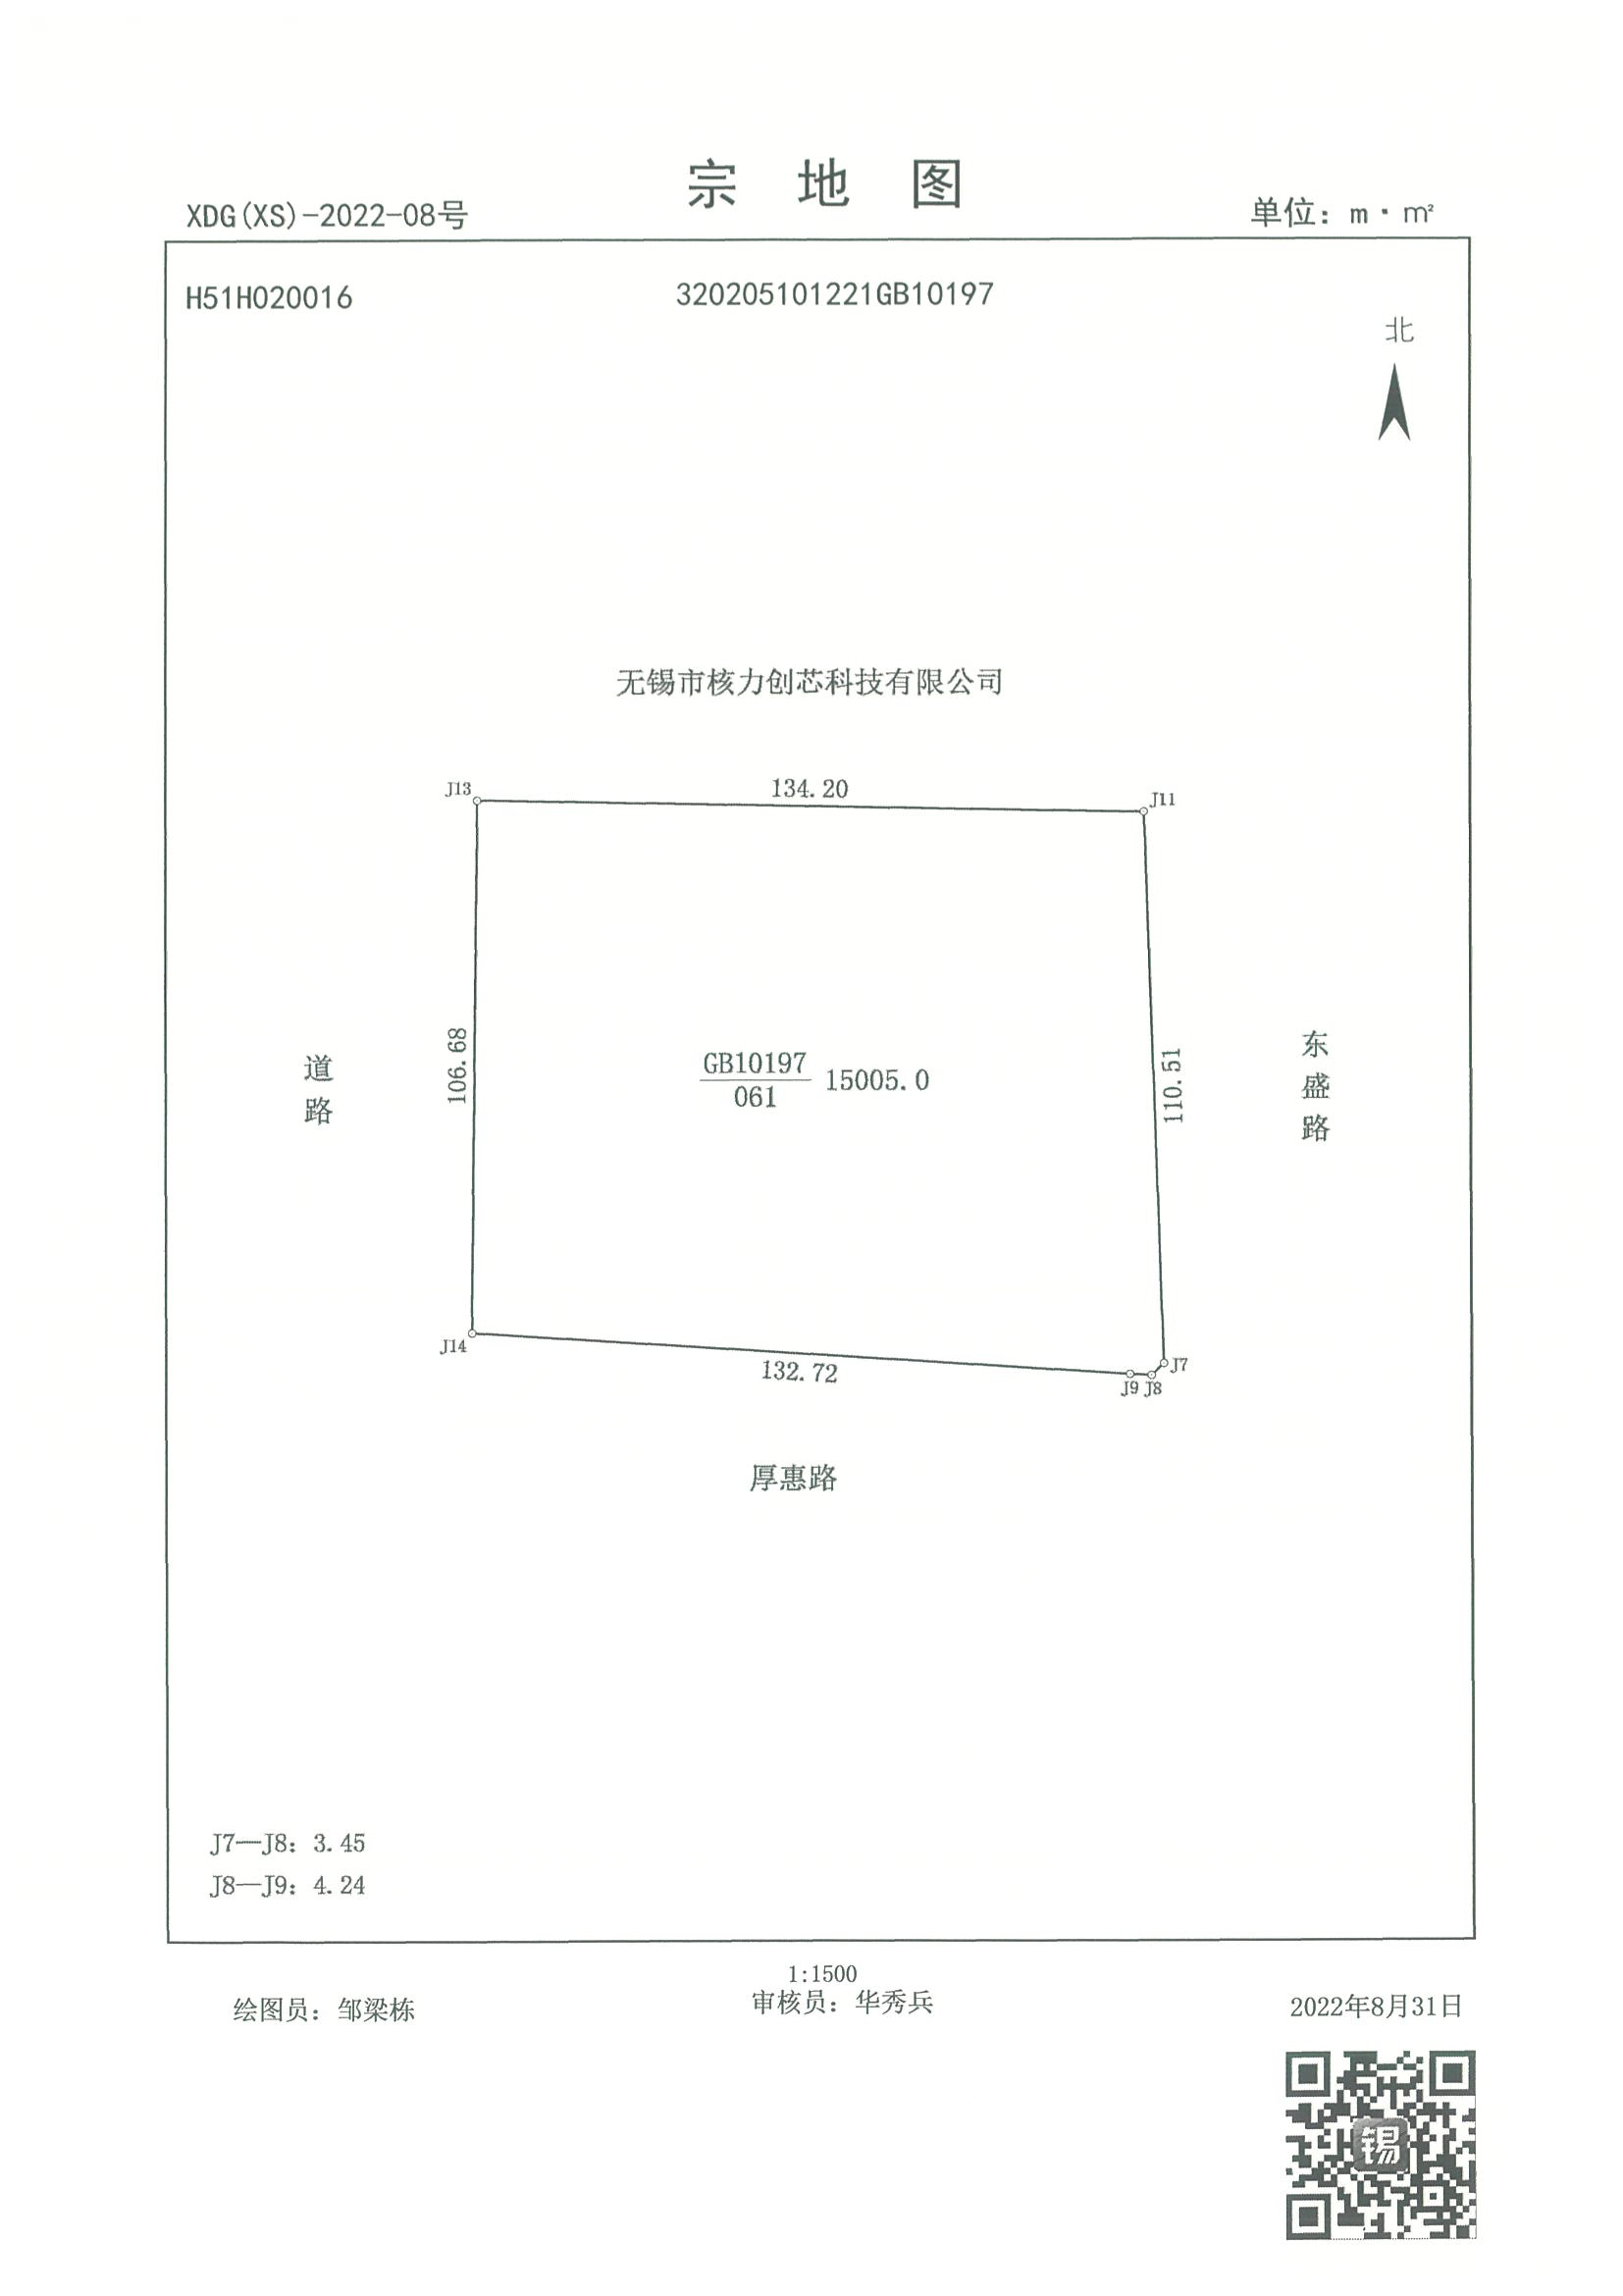 宗 地 图
XDG(XS)-2022-08号
单位：m·㎡
H51H020016
320205101221GB10197
北
无锡市核力创芯科技有限公司
J13
134.20
J11
道路
106.68
GB10197
061
15005.0
110.51
东盛路
J14
132.72
J9
J8
J7
厚惠路
J7—J8：3.45
J8—J9：4.24
1:1500
绘图员：邹梁栋
审核员：华秀兵
2022年8月31日
锡